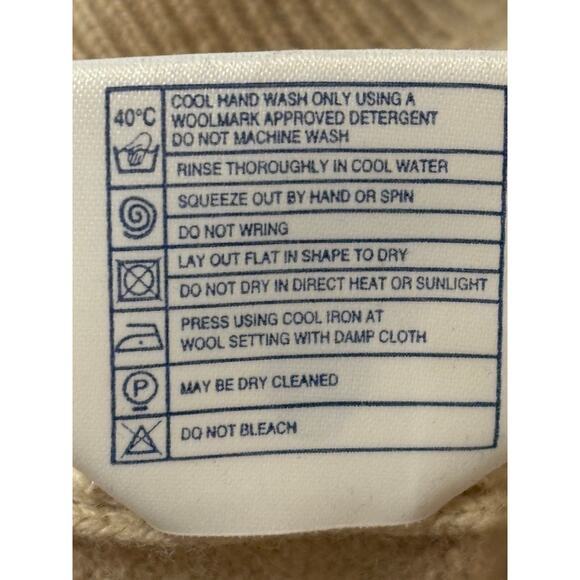 40°C
COOL HAND WASH ONLY USING A
WOOLMARK APPROVED DETERGENT
DO NOT MACHINE WASH
RINSE THOROUGHLY IN COOL WATER
SQUEEZE OUT BY HAND OR SPIN
DO NOT WRING
LAY OUT FLAT IN SHAPE TO DRY
DO NOT DRY IN DIRECT HEAT OR SUNLIGHT
PRESS USING COOL IRON AT
WOOL SETTING WITH DAMP CLOTH
P
MAY BE DRY CLEANED
DO NOT BLEACH